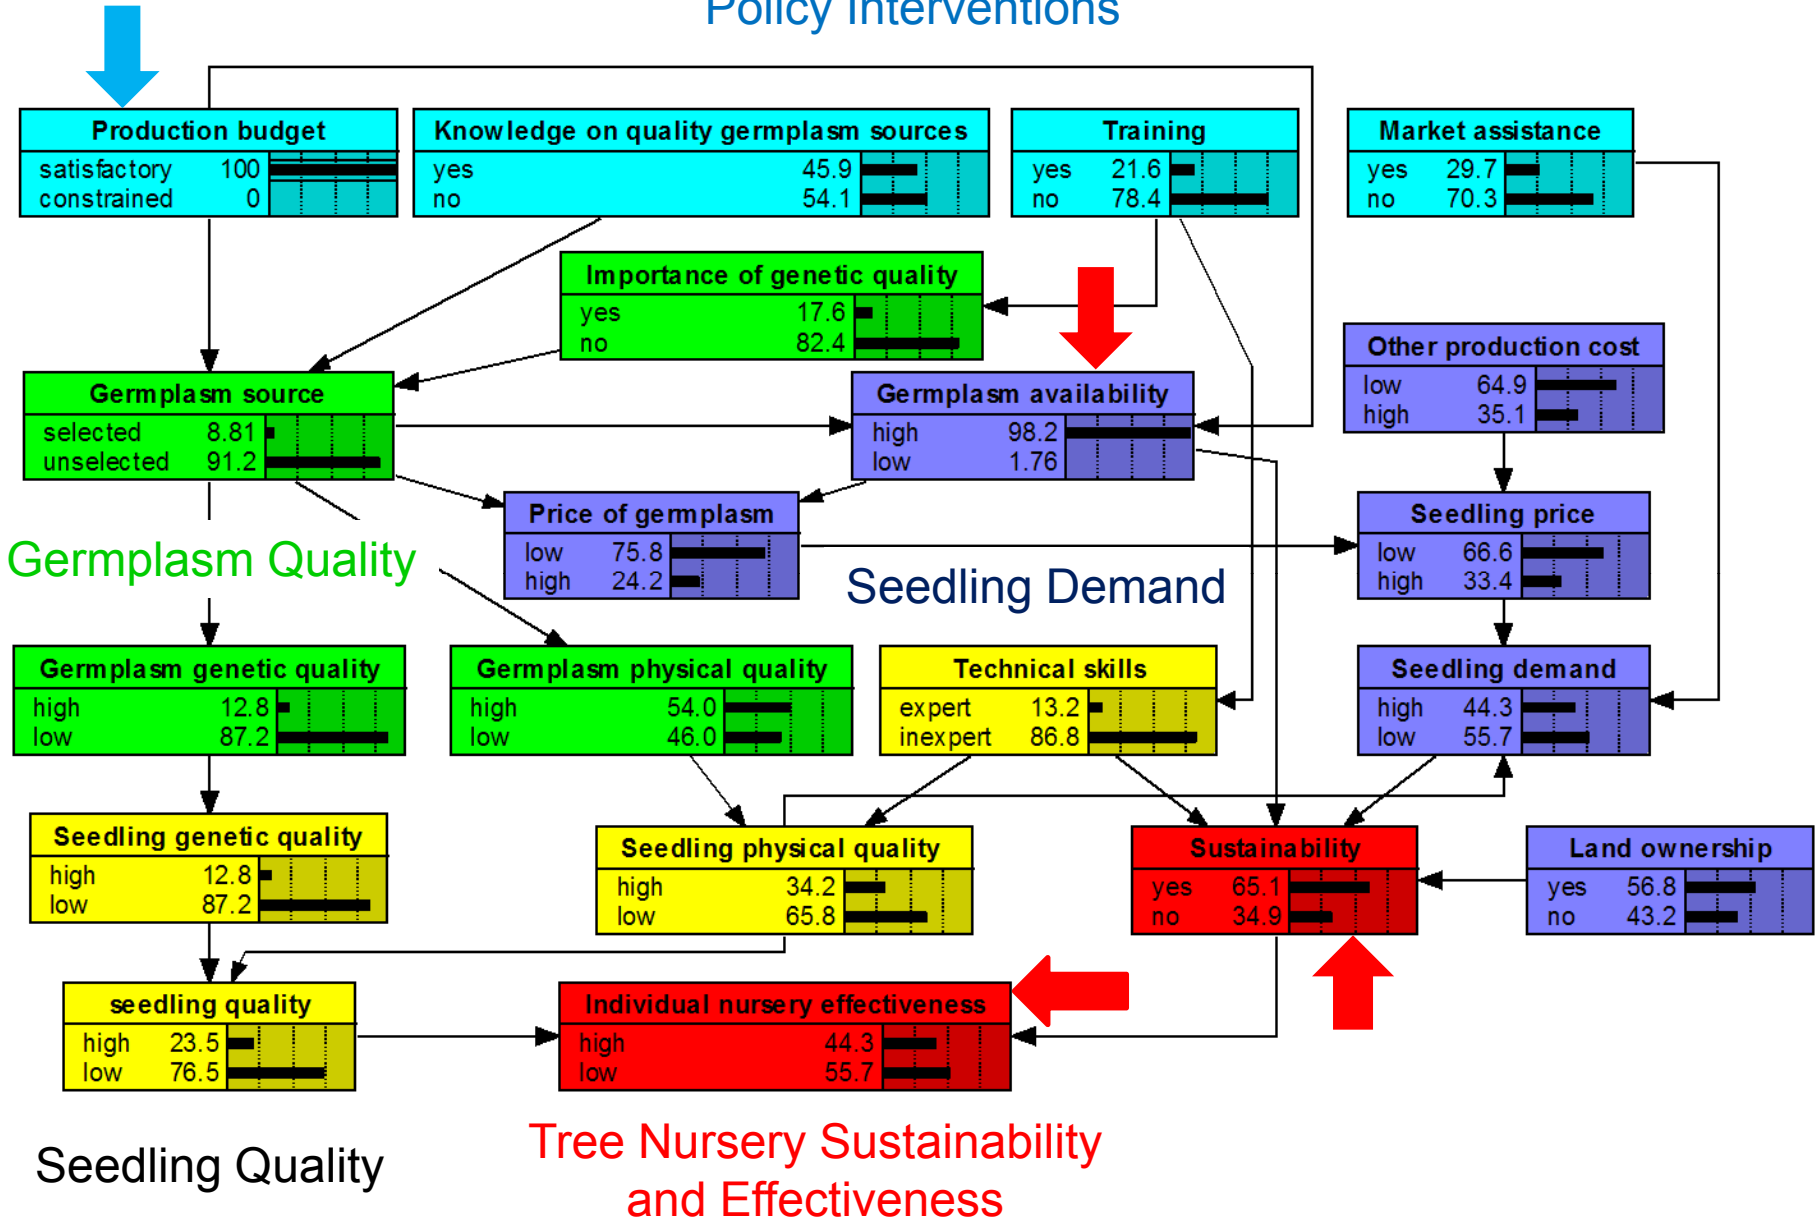 Policy Interventions
Production budget
satisfactory 100
constrained 0
Knowledge on quality germplasm sources
yes 45.9
no 54.1
Training
yes 21.6
no 78.4
Market assistance
yes 29.7
no 70.3
Importance of genetic quality
yes 17.6
no 82.4
Other production cost
low 64.9
high 35.1
Germplasm source
selected 8.81
unselected 91.2
Germplasm availability
high 98.2
low 1.76
Price of germplasm
low 75.8
high 24.2
Seedling price
low 66.6
high 33.4
Germplasm Quality
Seedling Demand
Germplasm genetic quality
high 12.8
low 87.2
Germplasm physical quality
high 54.0
low 46.0
Technical skills
expert 13.2
inexpert 86.8
Seedling demand
high 44.3
low 55.7
Seedling genetic quality
high 12.8
low 87.2
Seedling physical quality
high 34.2
low 65.8
Sustainability
yes 65.1
no 34.9
Land ownership
yes 56.8
no 43.2
seedling quality
high 23.5
low 76.5
Individual nursery effectiveness
high 44.3
low 55.7
Seedling Quality
Tree Nursery Sustainability
and Effectiveness